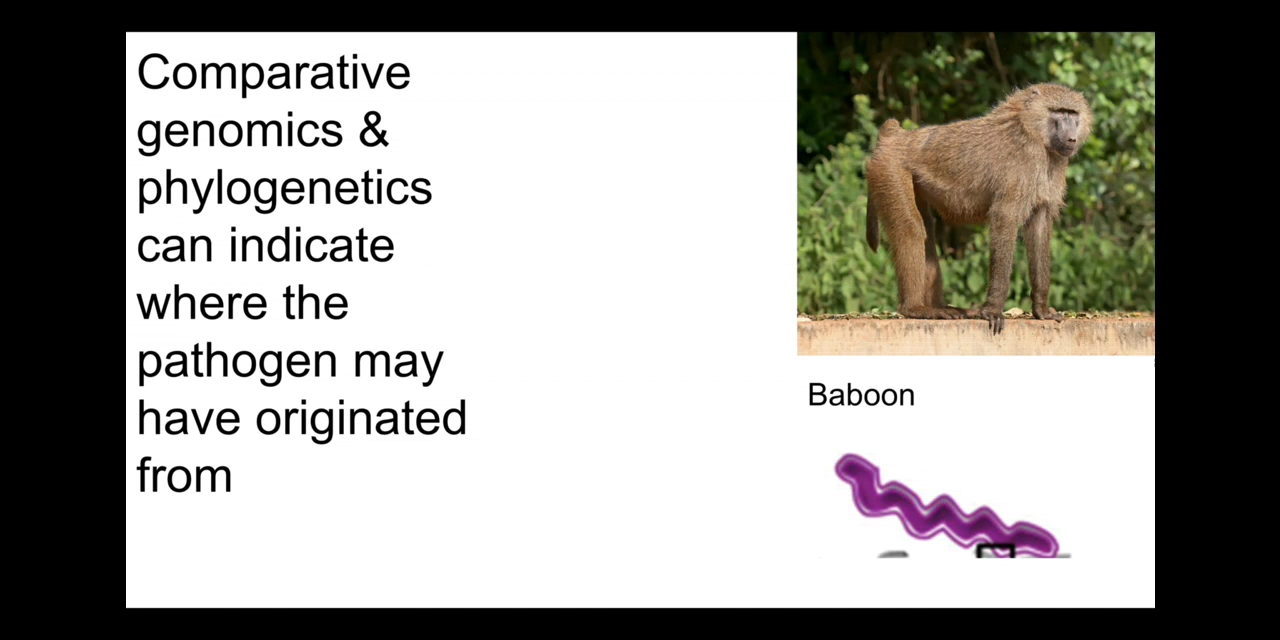 Comparative
genomics &
phylogenetics
can indicate
where the
pathogen may
have originated
from
Baboon